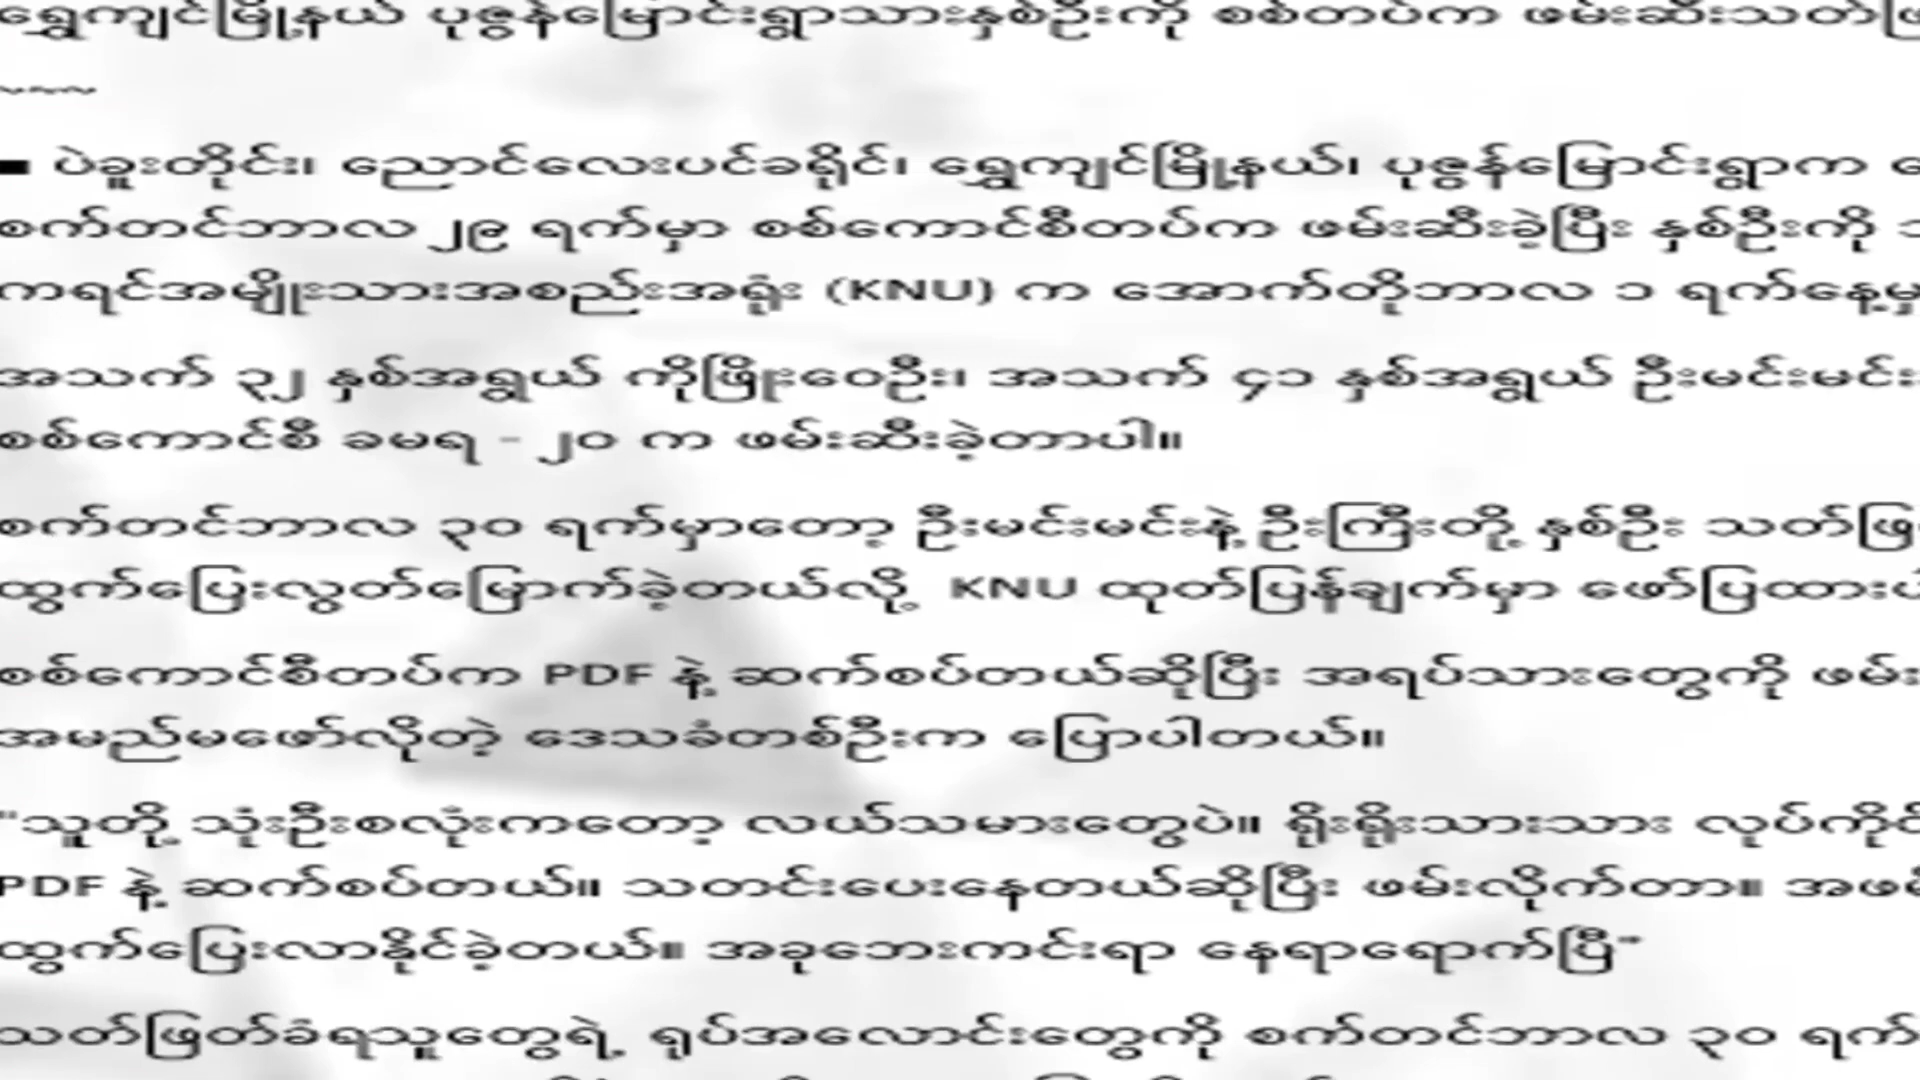 ရွှေကျင်မြို့နယ် ပုဇွန်မြောင်းရွာသားနှစ်ဦးကို စစ်တပ်က ဖမ်းဆီးသတ်
~~~
▬ ပဲခူးတိုင်း၊ ညောင်လေးပင်ခရိုင်၊ ရွှေကျင်မြို့နယ်၊ ပုဇွန်မြောင်းရွာက
စက်တင်ဘာလ ၂၉ ရက်မှာ စစ်ကောင်စီတပ်က ဖမ်းဆီးခဲ့ပြီး နှစ်ဦးကို
ကရင်အမျိုးသားအစည်းအရုံး (KNU) က အောက်တိုဘာလ ၁ ရက်နေ့မှ
အသက် ၃၂ နှစ်အရွယ် ကိုဖြိုးဝေဦး၊ အသက် ၄၁ နှစ်အရွယ် ဦးမင်းမင်း
စစ်ကောင်စီ ခမရ - ၂၀ က ဖမ်းဆီးခဲ့တာပါ။
စက်တင်ဘာလ ၃၀ ရက်မှာတော့ ဦးမင်းမင်းနဲ့ ဦးကြီးတို့ နှစ်ဦး သတ်ဖြ
ထွက်ပြေးလွတ်မြောက်ခဲ့တယ်လို့ KNU ထုတ်ပြန်ချက်မှာ ဖော်ပြထားပ
စစ်ကောင်စီတပ်က PDF နဲ့ ဆက်စပ်တယ်ဆိုပြီး အရပ်သားတွေကို ဖမ်း
အမည်မဖော်လိုတဲ့ ဒေသခံတစ်ဦးက ပြောပါတယ်။
"သူတို့ သုံးဦးစလုံးကတော့ လယ်သမားတွေပဲ။ ရိုးရိုးသားသား လုပ်ကိုင်
PDF နဲ့ ဆက်စပ်တယ်။ သတင်းပေးနေတယ်ဆိုပြီး ဖမ်းလိုက်တာ။
ထွက်ပြေးလာနိုင်ခဲ့တယ်။ အခုဘေးကင်းရာ နေရာရောက်ပြီ"
သတ်ဖြတ်ခံရသူတွေရဲ့ ရုပ်အလောင်းတွေကို စက်တင်ဘာလ ၃၀ ရက်